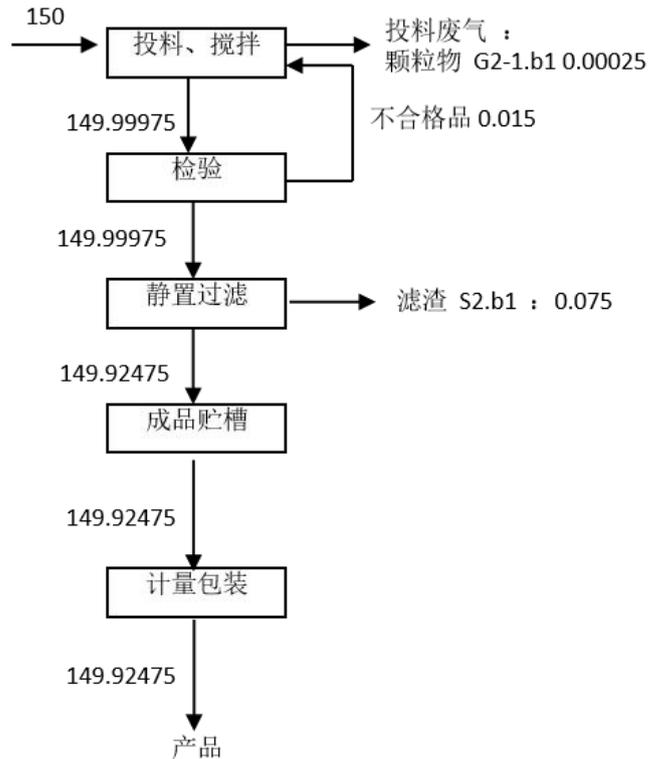 150
投料、搅拌
投料废气：
颗粒物 G2-1.b1 0.00025
149.99975
不合格品 0.015
检验
149.99975
静置过滤
滤渣 S2.b1 ：0.075
149.92475
成品贮槽
149.92475
计量包装
149.92475
产品